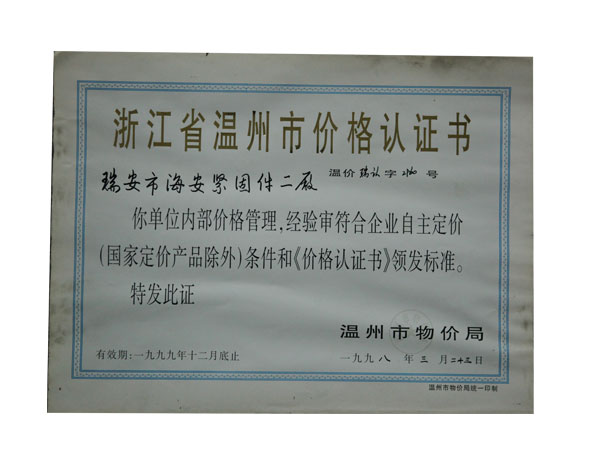 浙江省温州市价格认证书
温价瑞认字 号
瑞安市海安紧固件二厰
你单位内部价格管理,经验审符合企业自主定价
(国家定价产品除外)条件和《价格认证书》领发标准。
特发此证
温州市物价局
有效期:一九九九年十二月底止
一九九八年三月二十三日
温州市物价局统一印制